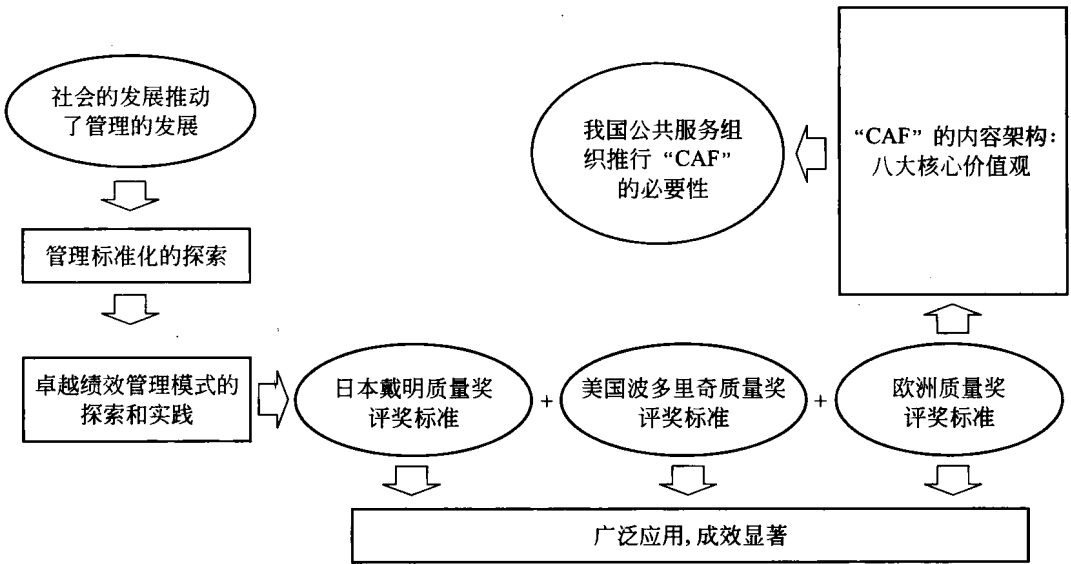 社会的发展推动
了管理的发展
管理标准化的探索
卓越绩效管理模式的
探索和实践
日本戴明质量奖
评奖标准
+
美国波多里奇质量奖
评奖标准
+
欧洲质量奖
评奖标准
广泛应用,成效显著
“CAF”的内容架构:
八大核心价值观
我国公共服务组
织推行“CAF”
的必要性